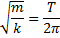 √(m/k) = T/2π